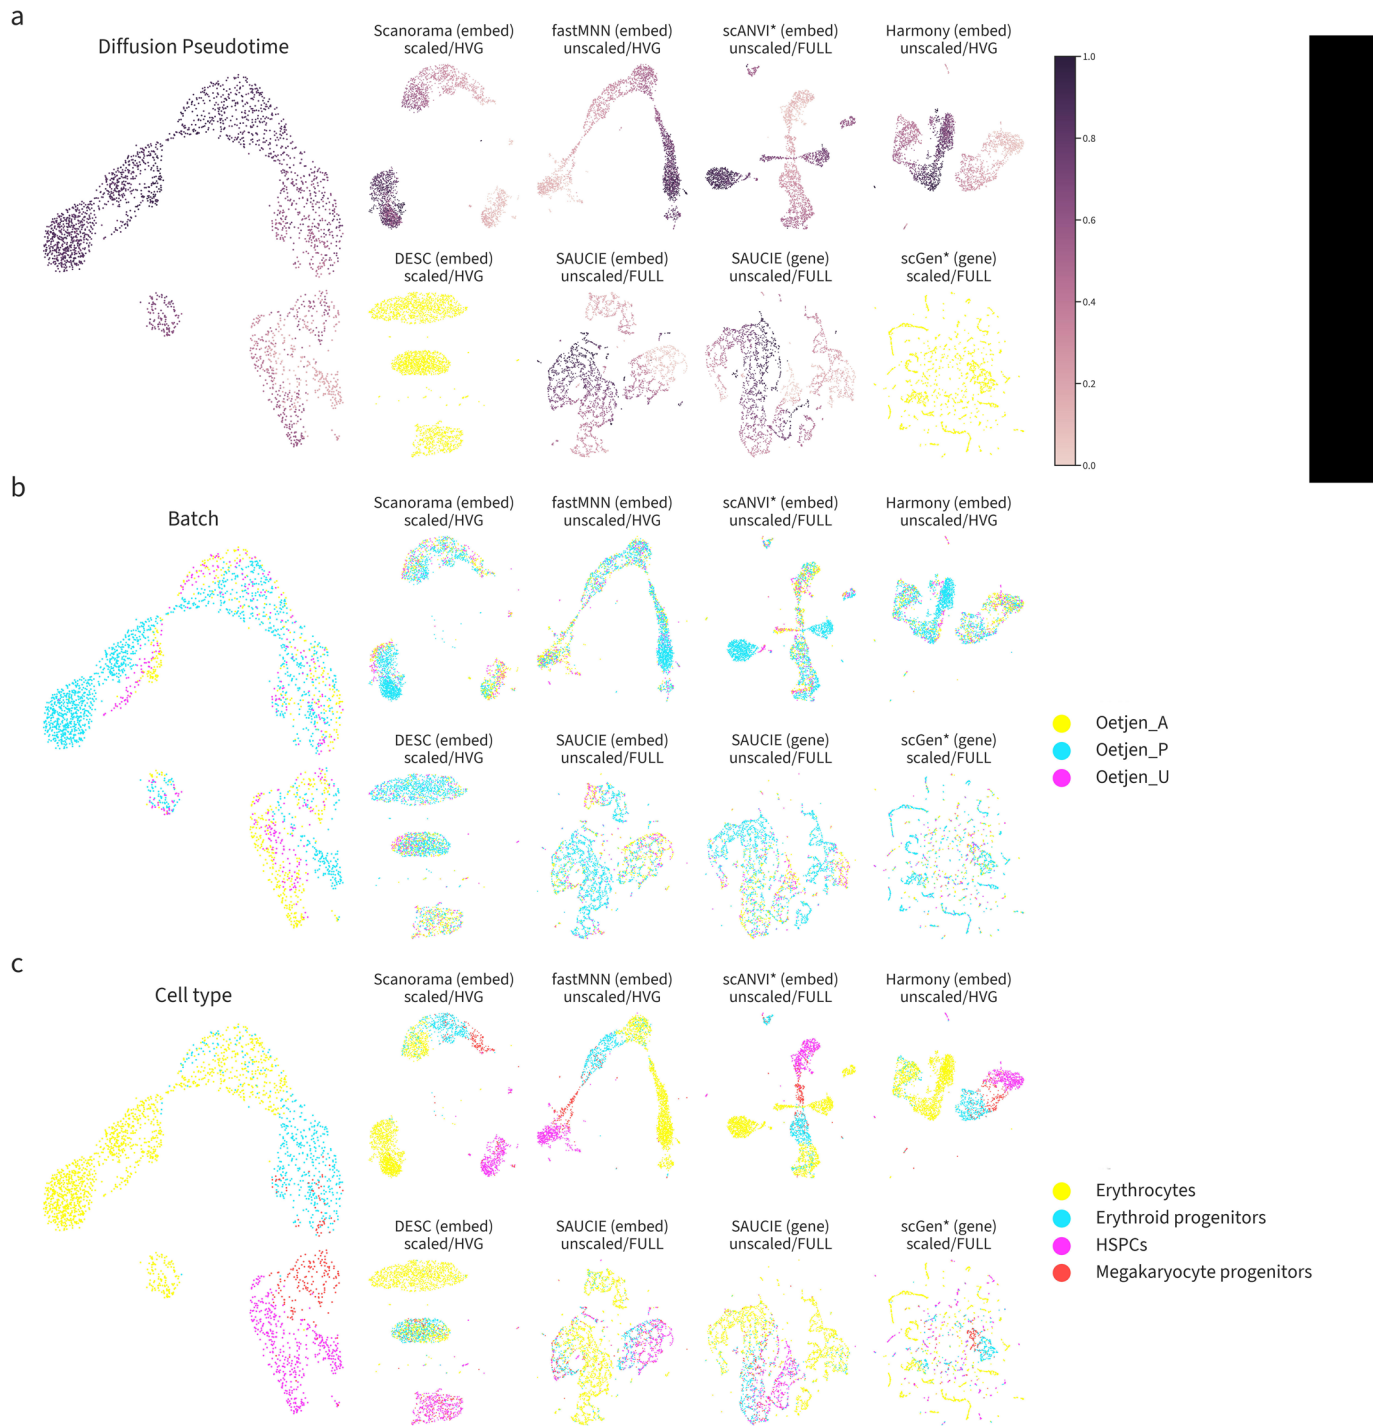 a
Diffusion Pseudotime
Scanorama (embed)
scaled/HVG
fastMNN (embed)
unscaled/HVG
scANVI* (embed)
unscaled/FULL
Harmony (embed)
unscaled/HVG
DESC (embed)
scaled/HVG
SAUCIE (embed)
unscaled/FULL
SAUCIE (gene)
unscaled/FULL
scGen* (gene)
scaled/FULL
1.0
0.8
0.6
0.4
0.2
0.0
b
Batch
Scanorama (embed)
scaled/HVG
fastMNN (embed)
unscaled/HVG
scANVI* (embed)
unscaled/FULL
Harmony (embed)
unscaled/HVG
DESC (embed)
scaled/HVG
SAUCIE (embed)
unscaled/FULL
SAUCIE (gene)
unscaled/FULL
scGen* (gene)
scaled/FULL
Oetjen_A
Oetjen_P
Oetjen_U
c
Cell type
Scanorama (embed)
scaled/HVG
fastMNN (embed)
unscaled/HVG
scANVI* (embed)
unscaled/FULL
Harmony (embed)
unscaled/HVG
DESC (embed)
scaled/HVG
SAUCIE (embed)
unscaled/FULL
SAUCIE (gene)
unscaled/FULL
scGen* (gene)
scaled/FULL
Erythrocytes
Erythroid progenitors
HSPCs
Megakaryocyte progenitors